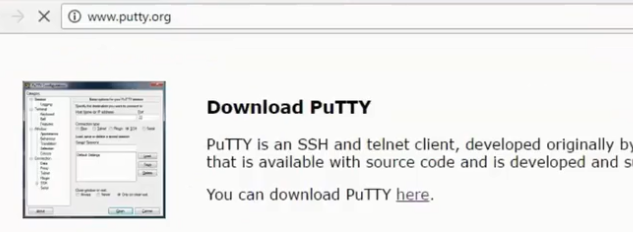 www.putty.org
Download PuTTY
PuTTY is an SSH and telnet client, developed originally by
that is available with source code and is developed and
You can download PuTTY here.